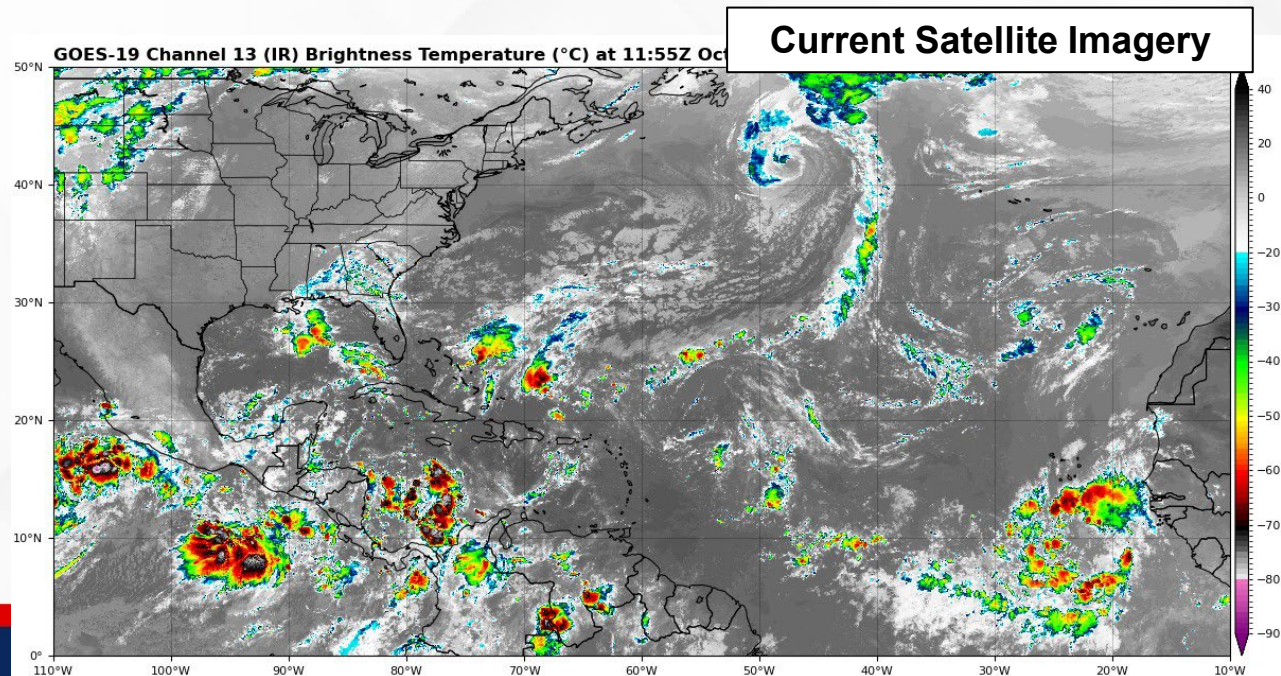 Current Satellite Imagery
GOES-19 Channel 13 (IR) Brightness Temperature (°C) at 11:55Z Oct
50°N
40°N
30°N
20°N
10°N
0°
110°W
100°W
90°W
80°W
70°W
60°W
50°W
40°W
30°W
20°W
10°W
40
20
0
−20
−30
−40
−50
−60
−70
−80
−90